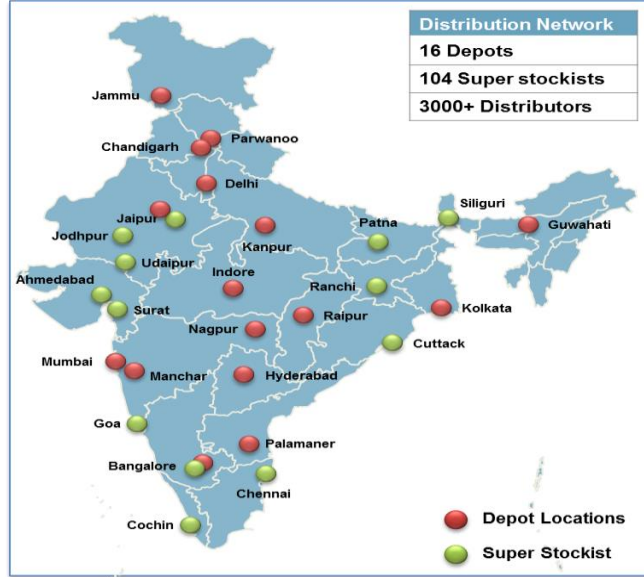 Distribution Network
16 Depots
104 Super stockists
3000+ Distributors
Jammu
Parwanoo
Chandigarh
Delhi
Siliguri
Jaipur
Patna
Guwahati
Jodhpur
Kanpur
Udaipur
Indore
Ahmedabad
Ranchi
Surat
Raipur
Kolkata
Nagpur
Cuttack
Mumbai
Manchar
Hyderabad
Goa
Palamaner
Bangalore
Chennai
Depot Locations
Cochin
Super Stockist